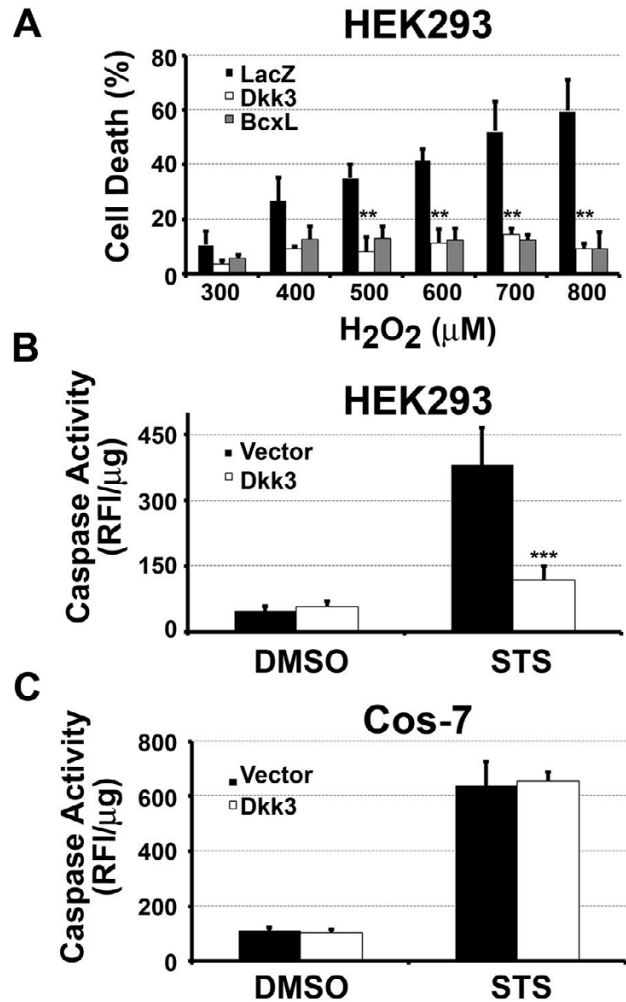 A
HEK293
Cell Death (%)
80
60
40
20
0
LacZ
Dkk3
BcxL
**
**
**
**
300 400 500 600 700 800
H2O2 (μM)
B
HEK293
Caspase Activity
(RFI/μg)
450
300
150
0
Vector
Dkk3
***
DMSO STS
C
Cos-7
Caspase Activity
(RFI/μg)
800
600
400
200
0
Vector
Dkk3
DMSO STS